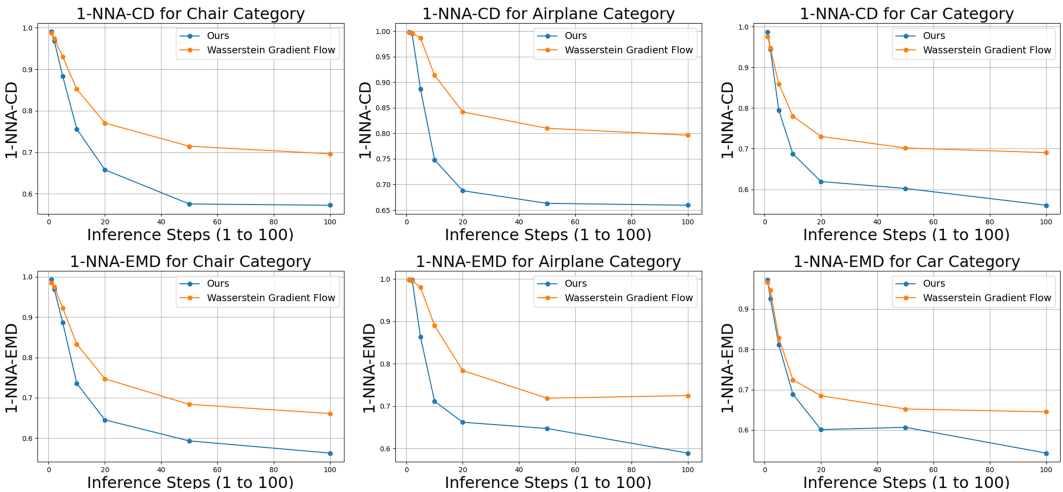 1-NNA-CD for Chair Category
1-NNA-CD
1.0
0.9
0.8
0.7
0.6
0
20
40
60
80
100
Ours
Wasserstein Gradient Flow
Inference Steps (1 to 100)
1-NNA-CD for Airplane Category
1-NNA-CD
1.00
0.95
0.90
0.85
0.80
0.75
0.70
0.65
0
20
40
60
80
100
Ours
Wasserstein Gradient Flow
Inference Steps (1 to 100)
1-NNA-CD for Car Category
1-NNA-CD
1.0
0.9
0.8
0.7
0.6
0
20
40
60
80
100
Ours
Wasserstein Gradient Flow
Inference Steps (1 to 100)
1-NNA-EMD for Chair Category
1-NNA-EMD
1.0
0.9
0.8
0.7
0.6
0
20
40
60
80
100
Ours
Wasserstein Gradient Flow
Inference Steps (1 to 100)
1-NNA-EMD for Airplane Category
1-NNA-EMD
1.0
0.9
0.8
0.7
0.6
0
20
40
60
80
100
Ours
Wasserstein Gradient Flow
Inference Steps (1 to 100)
1-NNA-EMD for Car Category
1-NNA-EMD
0.9
0.8
0.7
0.6
0
20
40
60
80
100
Ours
Wasserstein Gradient Flow
Inference Steps (1 to 100)